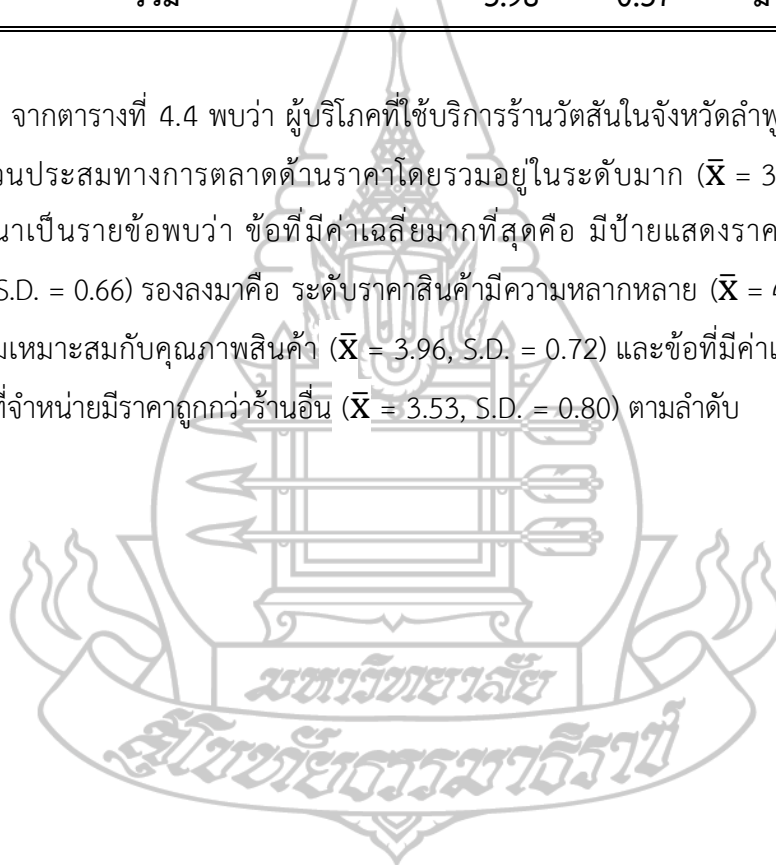 รวม 3.98 0.57
จากตารางที่ 4.4 พบว่า ผู้บริโภคที่ใช้บริการร้านวัตสันในจังหวัดลำพู
วนประสมทางการตลาดด้านราคาโดยรวมอยู่ในระดับมาก (X̄ = 3
นาเป็นรายข้อพบว่า ข้อที่มีค่าเฉลี่ยมากที่สุดคือ มีป้ายแสดงราค
S.D. = 0.66) รองลงมาคือ ระดับราคาสินค้ามีความหลากหลาย (X̄ =
มเหมาะสมกับคุณภาพสินค้า (X̄ = 3.96, S.D. = 0.72) และข้อที่มีค่าเ
ที่จำหน่ายมีราคาถูกกว่าร้านอื่น (X̄ = 3.53, S.D. = 0.80) ตามลำดับ
มหาวิทยาลัย
สุโขทัยธรรมาธิราช